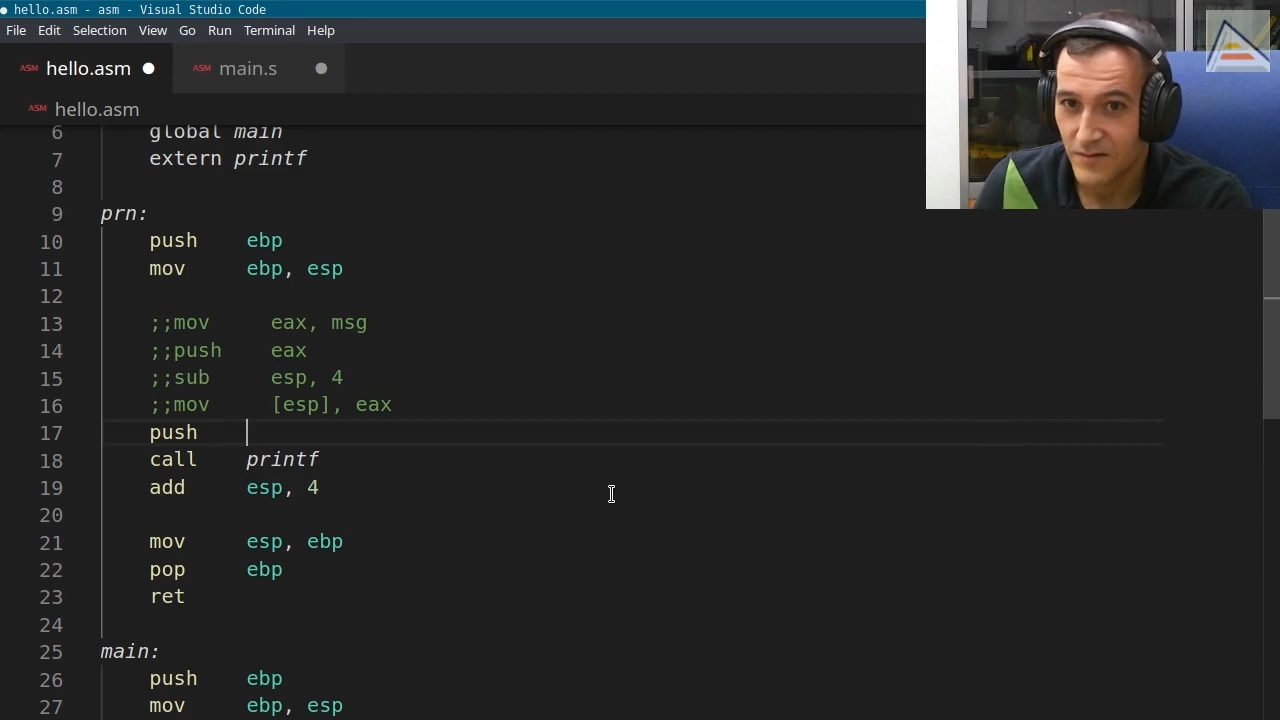 hello.asm - asm - Visual Studio Code
File Edit Selection View Go Run Terminal Help
ASM hello.asm ASM main.s
ASM hello.asm
6 global main
7 extern printf
8
9 prn:
10 push ebp
11 mov ebp, esp
12
13 ;;mov eax, msg
14 ;;push eax
15 ;;sub esp, 4
16 ;;mov [esp], eax
17 push
18 call printf
19 add esp, 4
20
21 mov esp, ebp
22 pop ebp
23 ret
24
25 main:
26 push ebp
27 mov ebp, esp